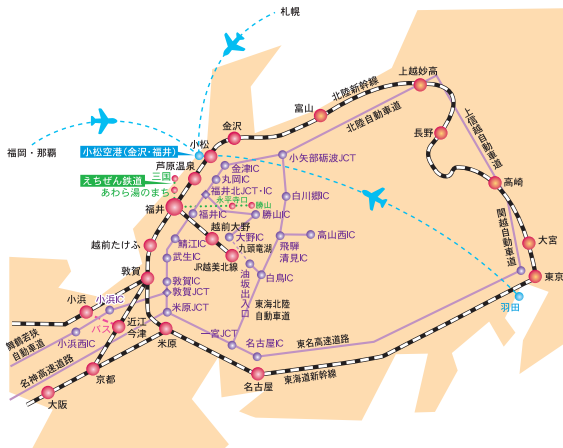 札幌
福岡・那覇
小松空港(金沢・福井)
小松
金沢
富山
北陸新幹線
上越妙高
北陸自動車道
上信越自動車道
長野
高崎
関越自動車道
大宮
東京
羽田
芦原温泉
えちぜん鉄道
三国
あわら湯のまち
福井
永平寺口
勝山
金津IC
丸岡IC
福井北JCT・IC
福井IC
勝山IC
小矢部砺波JCT
白川郷IC
高山西IC
飛騨
清見IC
越前大野
大野IC
九頭竜湖
JR越美北線
油坂出入口
白鳥IC
東海北陸
自動車道
越前たけふ
鯖江IC
武生IC
敦賀
敦賀IC
敦賀JCT
米原JCT
小浜
小浜IC
バス
小浜西IC
近江
今津
舞鶴若狭
自動車道
名神高速道路
京都
大阪
米原
一宮JCT
名古屋IC
名古屋
東名高速道路
東海道新幹線